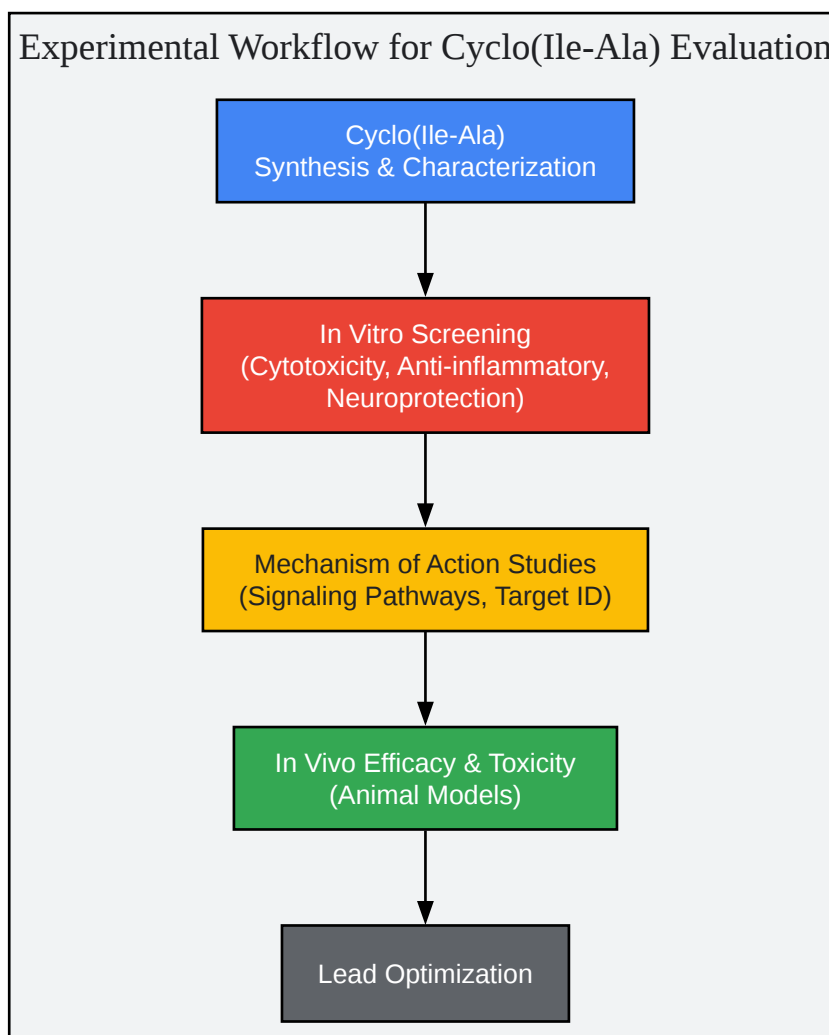 Experimental Workflow for Cyclo(Ile-Ala) Evaluation
Cyclo(Ile-Ala)
Synthesis & Characterization
In Vitro Screening
(Cytotoxicity, Anti-inflammatory,
Neuroprotection)
Mechanism of Action Studies
(Signaling Pathways, Target ID)
In Vivo Efficacy & Toxicity
(Animal Models)
Lead Optimization